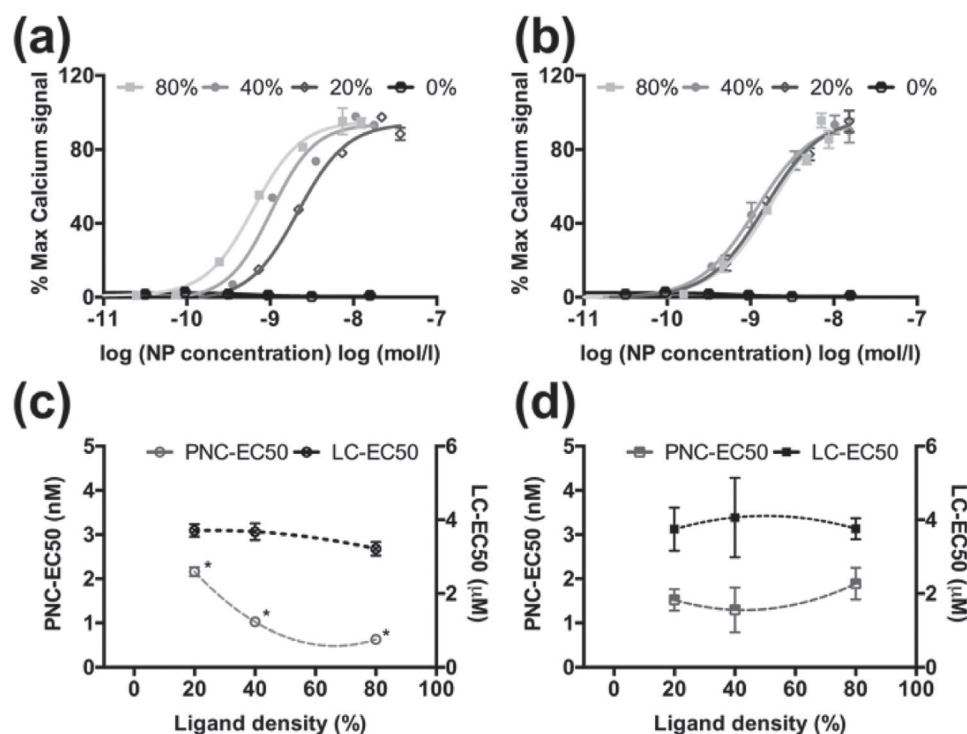 (a)
120
80% 40% 20% 0%
80
40
0
-11 -10 -9 -8 -7
% Max Calcium signal
log (NP concentration) log (mol/l)
(b)
120
80% 40% 20% 0%
80
40
0
-11 -10 -9 -8 -7
% Max Calcium signal
log (NP concentration) log (mol/l)
(c)
PNC-EC50 LC-EC50
5
4
3
2
1
0
6
4
2
0
* * *
0 20 40 60 80 100
PNC-EC50 (nM)
LC-EC50 (μM)
Ligand density (%)
(d)
PNC-EC50 LC-EC50
5
4
3
2
1
0
6
4
2
0
0 20 40 60 80 100
PNC-EC50 (nM)
LC-EC50 (μM)
Ligand density (%)